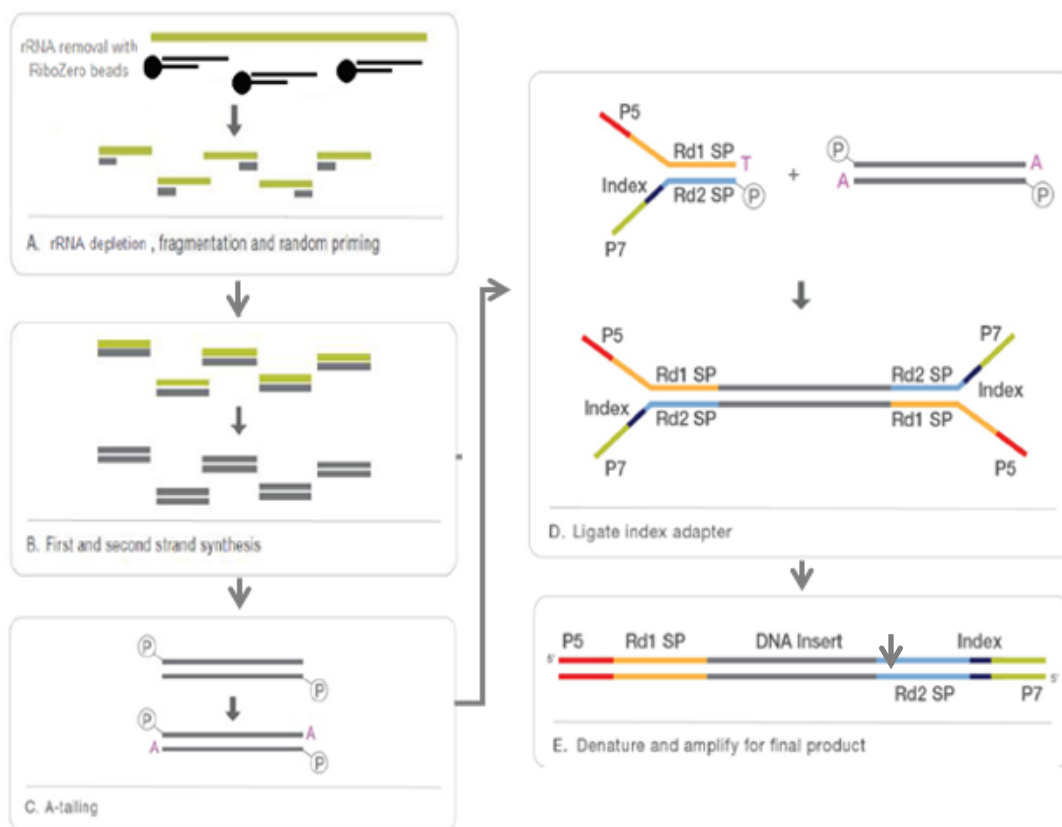 rRNA removal with
RiboZero beads
A. rRNA depletion , fragmentation and random priming
B. First and second strand synthesis
P
P
P
A
A
P
C. A-tailing
P5
Rd1 SP T
Index
Rd2 SP P
P7
+
P A
A P
P5 P7
Rd1 SP Rd2 SP
Index Index
Rd2 SP Rd1 SP
P7 P5
D. Ligate index adapter
P5 Rd1 SP DNA Insert Index
5'
Rd2 SP P7 5'
E. Denature and amplify for final product